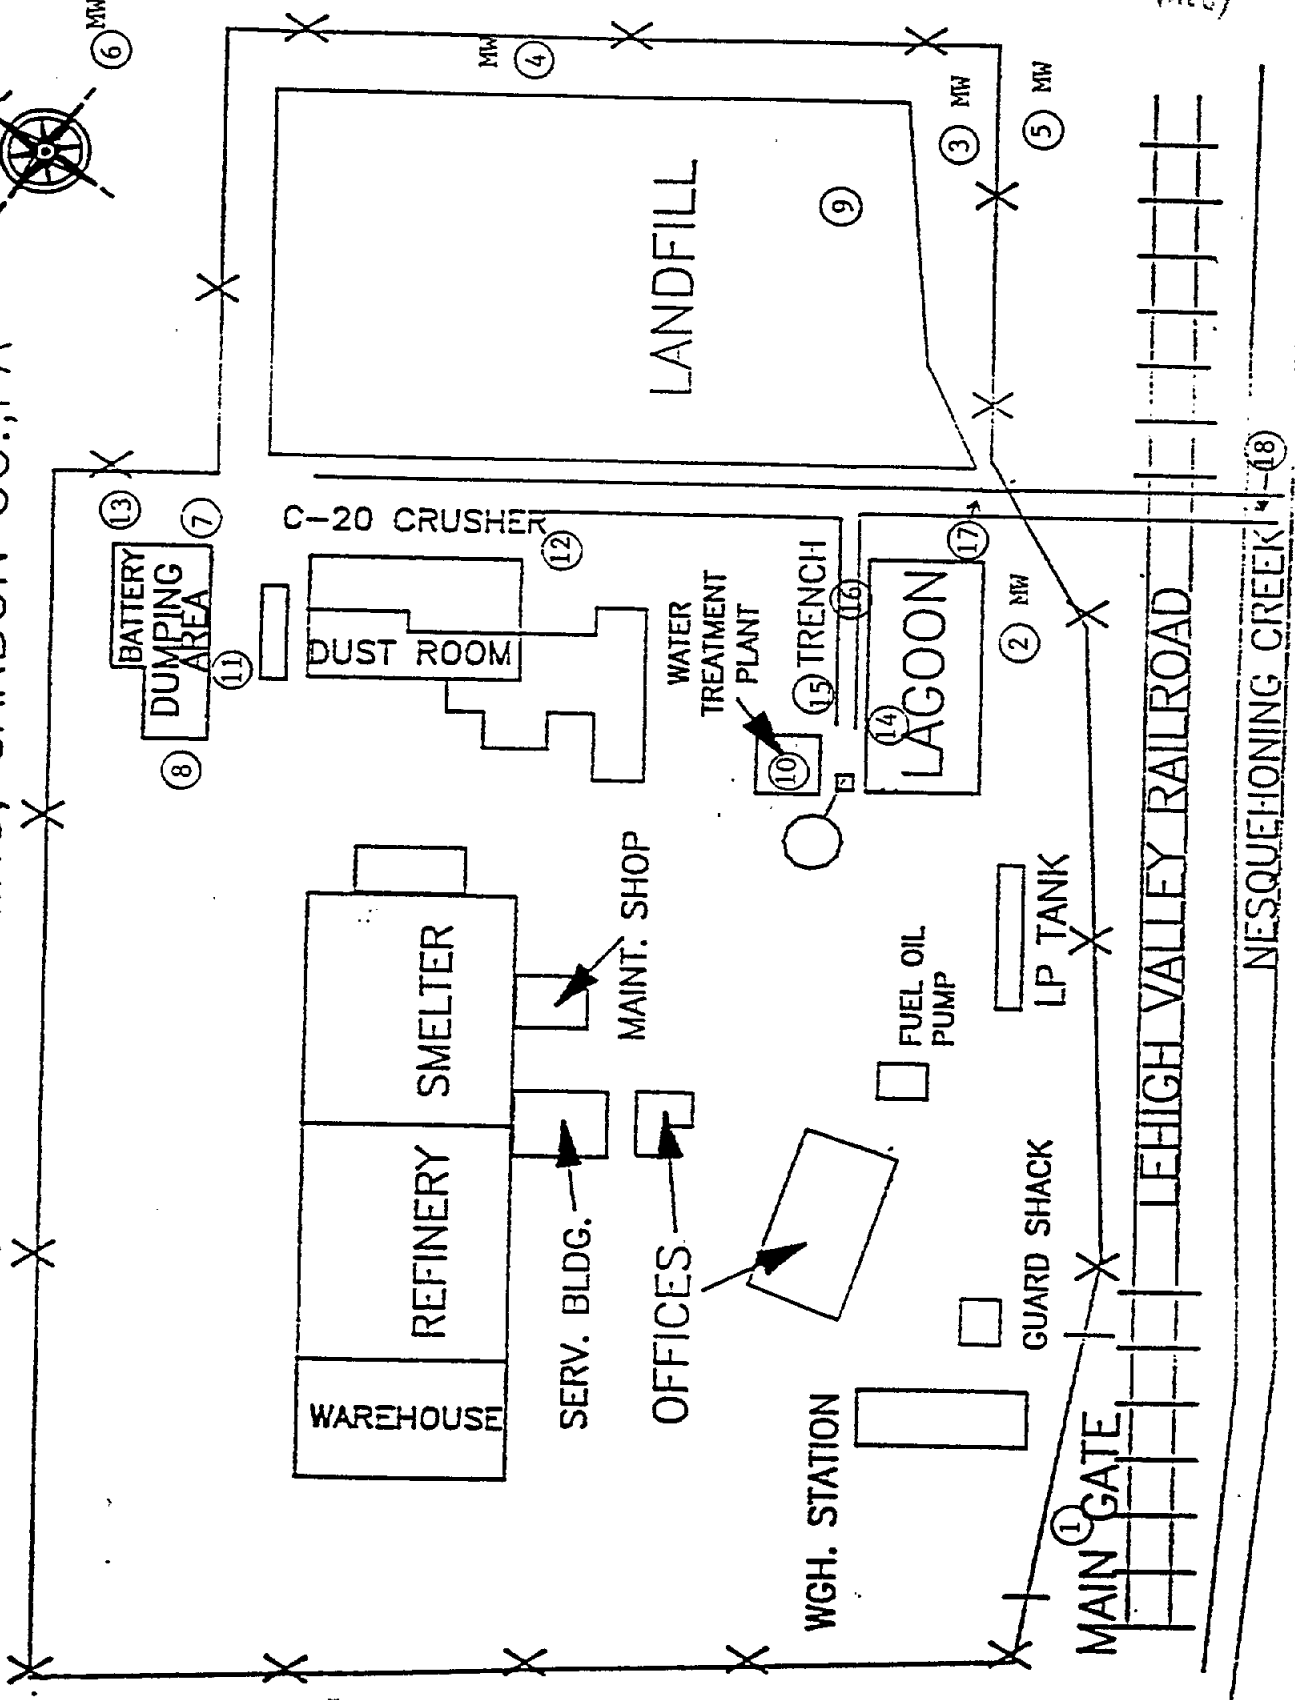 MW
6
MW
4
3
MW
5
MW
LANDFILL
9
13
7
BATTERY
DUMPING
AREA
8
11
C-20 CRUSHER
12
DUST ROOM
WATER
TREATMENT
PLANT
10
TRENCH
15
16
14
LAGOON
17
18
2
MW
SMELTER
REFINERY
WAREHOUSE
MAINT. SHOP
SERV. BLDG.
OFFICES
FUEL OIL
PUMP
LP TANK
GUARD SHACK
WGH. STATION
1
MAIN GATE
LEHIGH VALLEY RAILROAD
NESQUEHONING CREEK